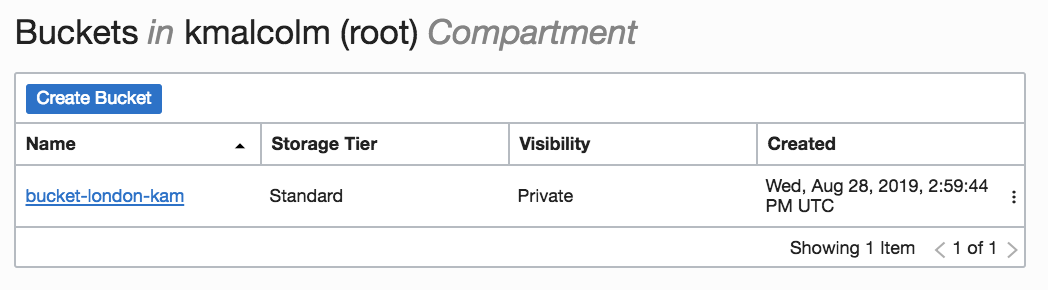 Buckets in kmalcolm (root) Compartment
Create Bucket
Name Storage Tier Visibility Created
bucket-london-kam Standard Private Wed, Aug 28, 2019, 2:59:44
PM UTC
Showing 1 Item < 1 of 1 >